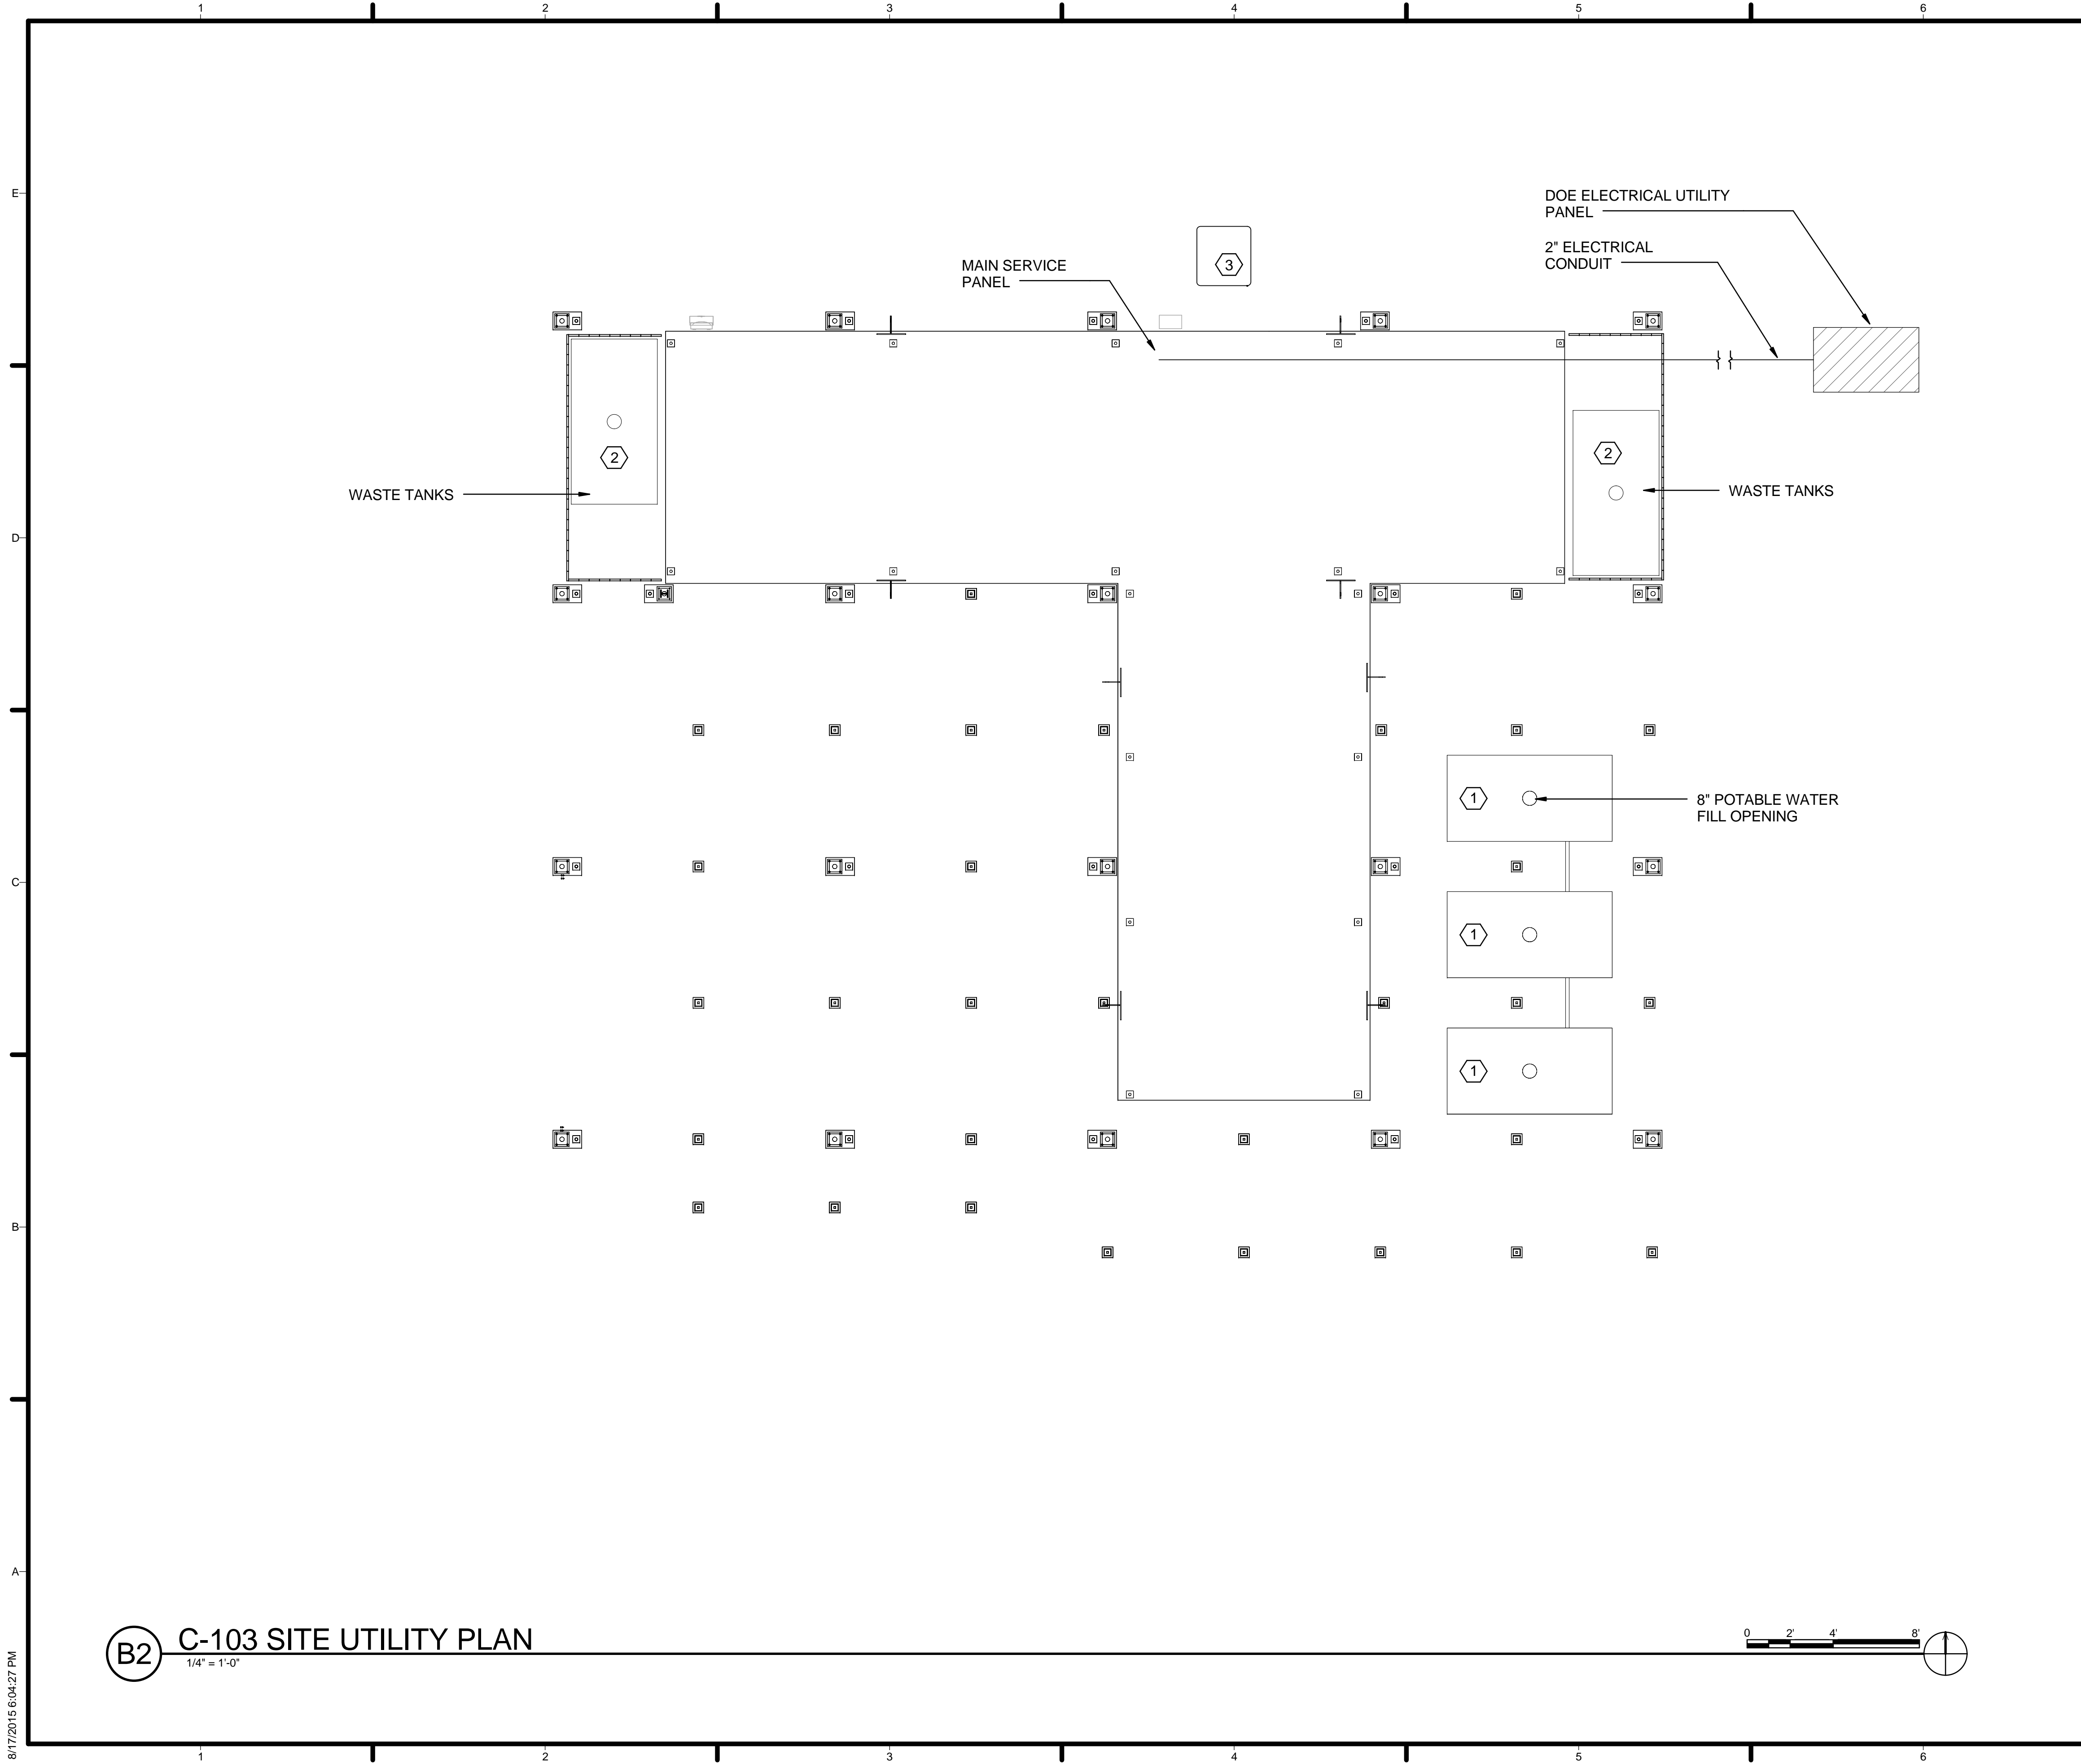 1 2 3 4 5 6
E
DOE ELECTRICAL UTILITY
PANEL
2" ELECTRICAL
CONDUIT
MAIN SERVICE
PANEL
3
2
2
WASTE TANKS
WASTE TANKS
D
1
8" POTABLE WATER
FILL OPENING
C
1
1
B
A
B2
C-103 SITE UTILITY PLAN
1/4" = 1'-0"
0 2' 4' 8'
8/17/2015 6:04:27 PM
1 2 3 4 5 6